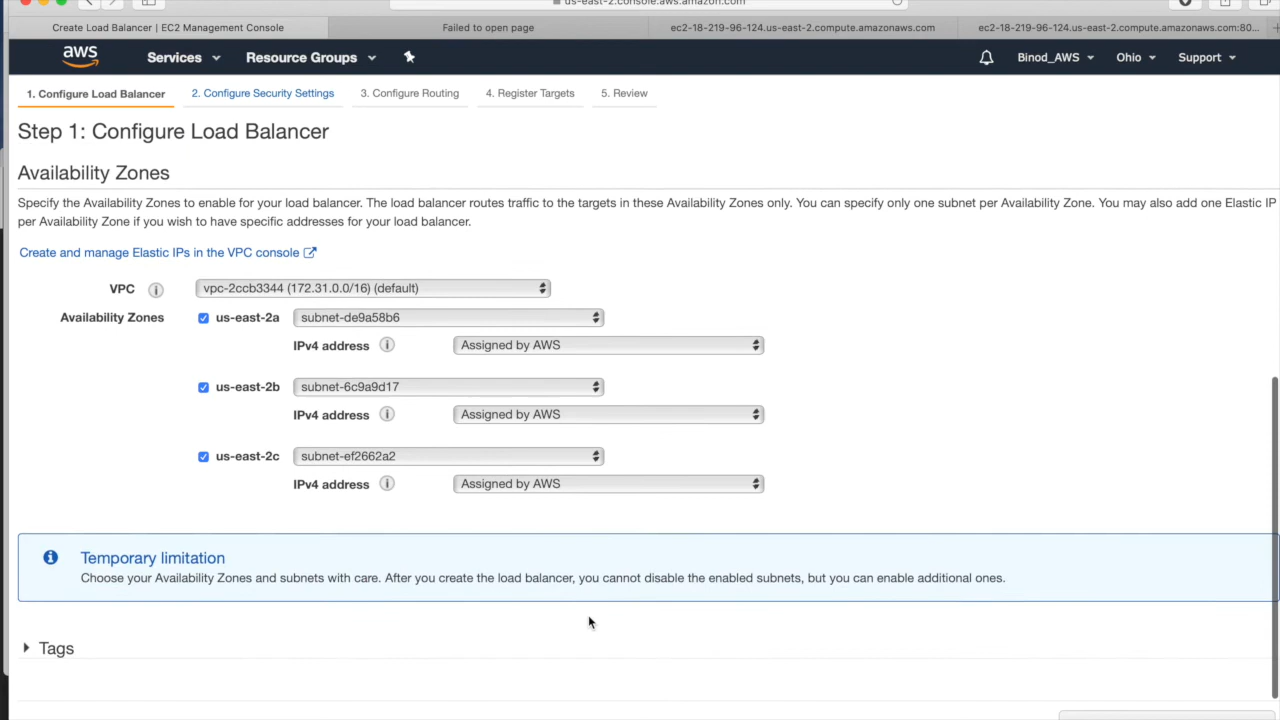 us-east-2.console.aws.amazon.com
Create Load Balancer | EC2 Management Console
Failed to open page
ec2-18-219-96-124.us-east-2.compute.amazonaws.com
ec2-18-219-96-124.us-east-2.compute.amazonaws.com:80...
aws
Services
Resource Groups
Binod_AWS
Ohio
Support
1. Configure Load Balancer
2. Configure Security Settings
3. Configure Routing
4. Register Targets
5. Review
Step 1: Configure Load Balancer
Availability Zones
Specify the Availability Zones to enable for your load balancer. The load balancer routes traffic to the targets in these Availability Zones only. You can specify only one subnet per Availability Zone. You may also add one Elastic IP
per Availability Zone if you wish to have specific addresses for your load balancer.
Create and manage Elastic IPs in the VPC console
VPC
vpc-2ccb3344 (172.31.0.0/16) (default)
Availability Zones
us-east-2a
subnet-de9a58b6
IPv4 address
Assigned by AWS
us-east-2b
subnet-6c9a9d17
IPv4 address
Assigned by AWS
us-east-2c
subnet-ef2662a2
IPv4 address
Assigned by AWS
Temporary limitation
Choose your Availability Zones and subnets with care. After you create the load balancer, you cannot disable the enabled subnets, but you can enable additional ones.
Tags